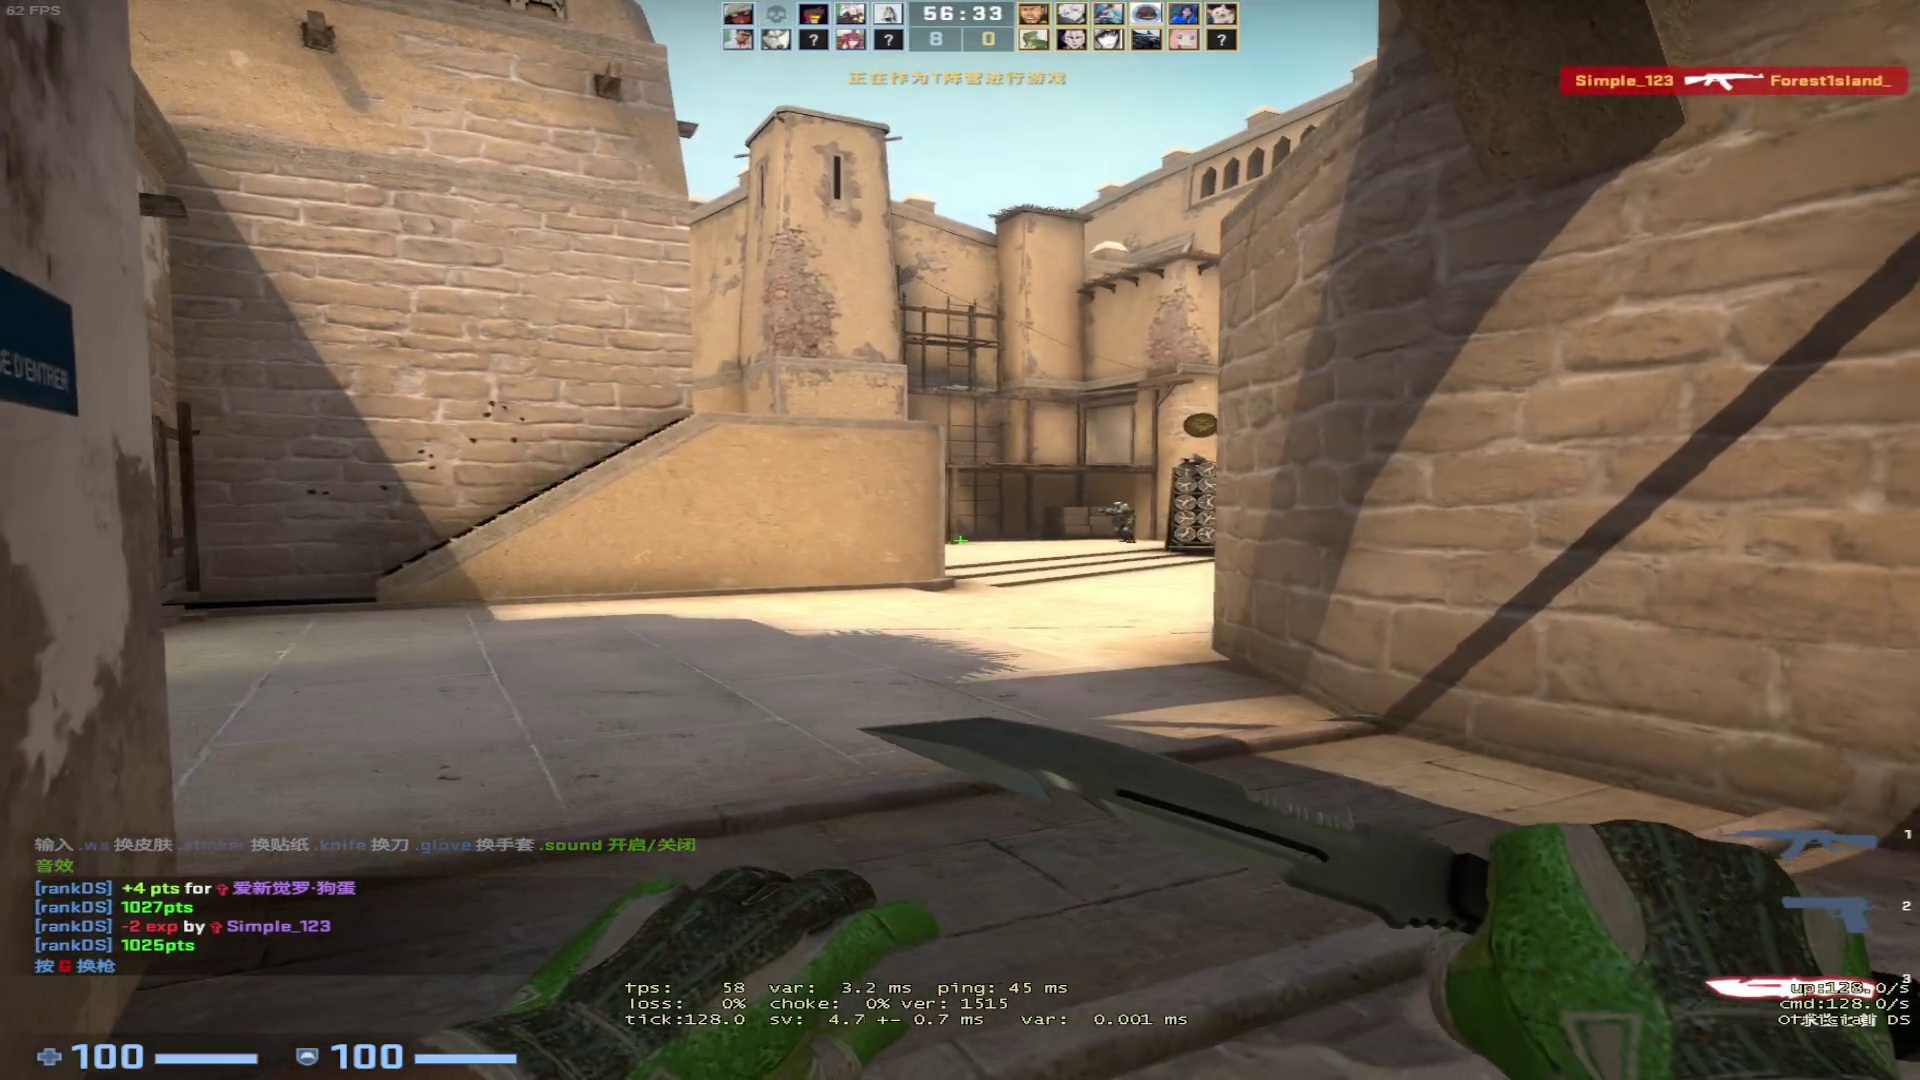 62 FPS
56:33
?
?
8
0
?
正在作为T阵营进行游戏
Simple_123
Forest1sland_
E D'ENTRER
输入 .ws 换皮肤 .sticker 换贴纸 .knife 换刀 .glove 换手套 .sound 开启/关闭
音效
[rankDS] +4 pts for 爱新觉罗·狗蛋
[rankDS] 1027pts
[rankDS] -2 exp by Simple_123
[rankDS] 1025pts
按 G 换枪
1
2
3
fps: 58 var: 3.2 ms ping: 45 ms
loss: 0% choke: 0% ver: 1515
tick:128.0 sv: 4.7 +- 0.7 ms var: 0.001 ms
up:128.0/s
cmd:128.0/s
DS
100
100